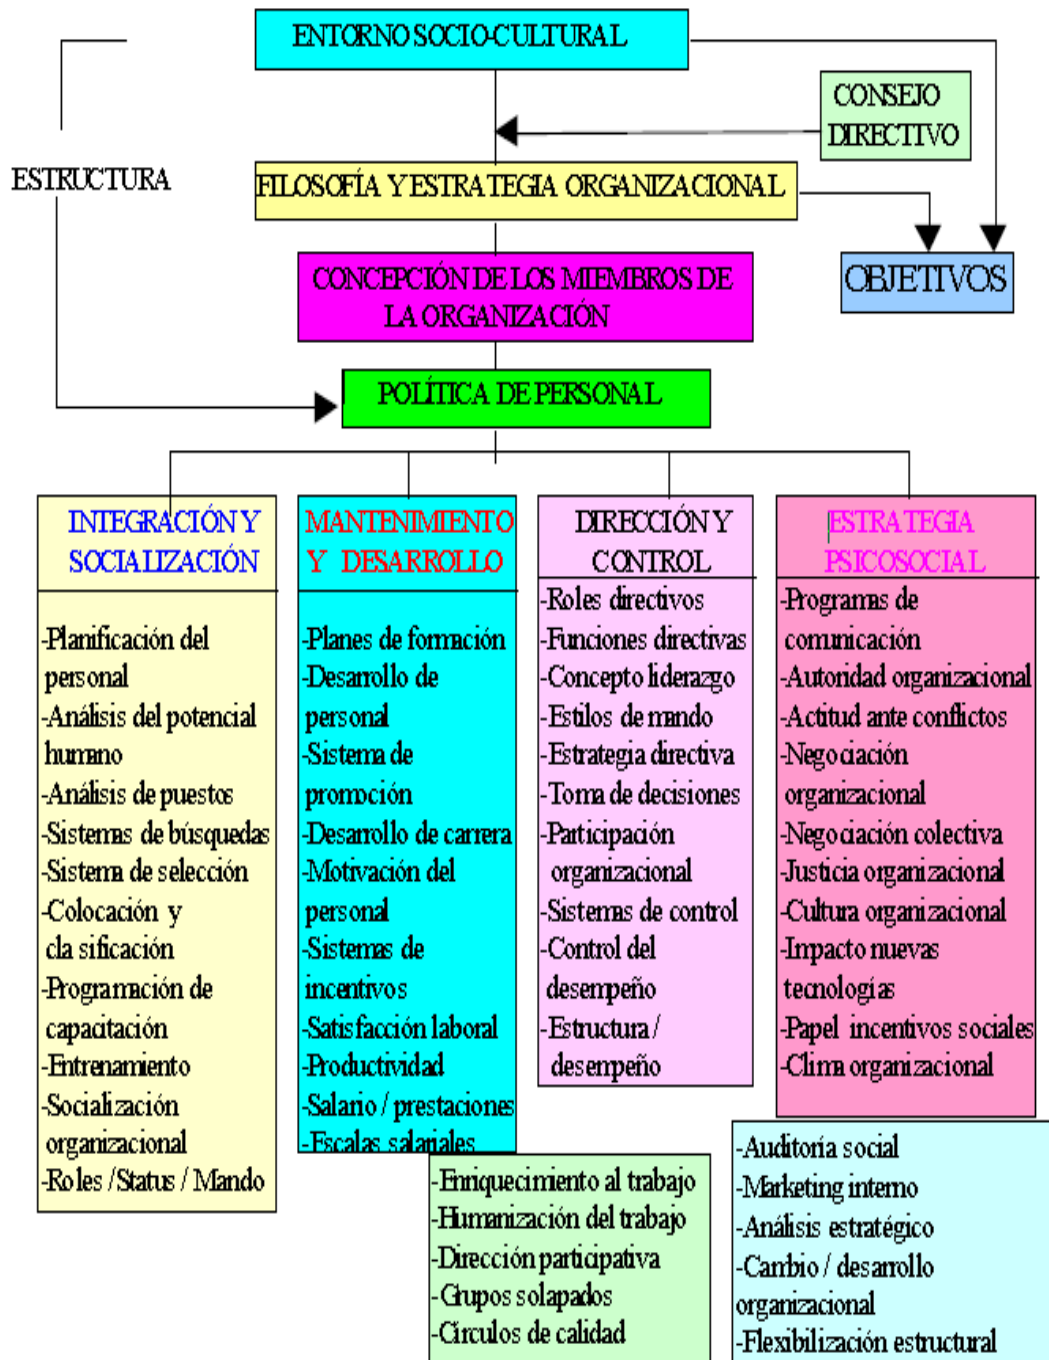 ENTORNO SOCIO-CULTURAL
CONSEJO
DIRECTIVO
ESTRUCTURA
FILOSOFÍA Y ESTRATEGIA ORGANIZACIONAL
CONCEPCIÓN DE LOS MIEMBROS DE
LA ORGANIZACIÓN
OBJETIVOS
POLÍTICA DE PERSONAL
INTEGRACIÓN Y
SOCIALIZACIÓN
-Planificación del
personal
-Análisis del potencial
humano
-Análisis de puestos
-Sistemas de búsquedas
-Sistema de selección
-Colocación y
cla sificación
-Programación de
capacitación
-Entrenamiento
-Socialización
organizacional
-Roles /Status / Mando
MANTENIMIENTO
Y DESARROLLO
-Planes de formación
-Desarrollo de
personal
-Sistema de
promoción
-Desarrollo de carrera
-Motivación del
personal
-Sistemas de
incentivos
-Satisfacción laboral
-Productividad
-Salario / prestaciones
-Escalas salariales
DIRECCIÓN Y
CONTROL
-Roles directivos
-Funciones directivas
-Concepto liderazgo
-Estilos de mando
-Estrategia directiva
-Toma de decisiones
-Participación
organizacional
-Sistemas de control
-Control del
desempeño
-Estructura /
desempeño
ESTRATEGIA
PSICOSOCIAL
-Programas de
comunicación
-Autoridad organizacional
-Actitud ante conflictos
-Negociación
organizacional
-Negociación colectiva
-Justicia organizacional
-Cultura organizacional
-Impacto nuevas
tecnologías
-Papel incentivos sociales
-Clima organizacional
-Enriquecimiento al trabajo
-Humanización del trabajo
-Dirección participativa
-Grupos solapados
-Círculos de calidad
-Auditoría social
-Marketing interno
-Análisis estratégico
-Cambio / desarrollo
organizacional
-Flexibilización estructural